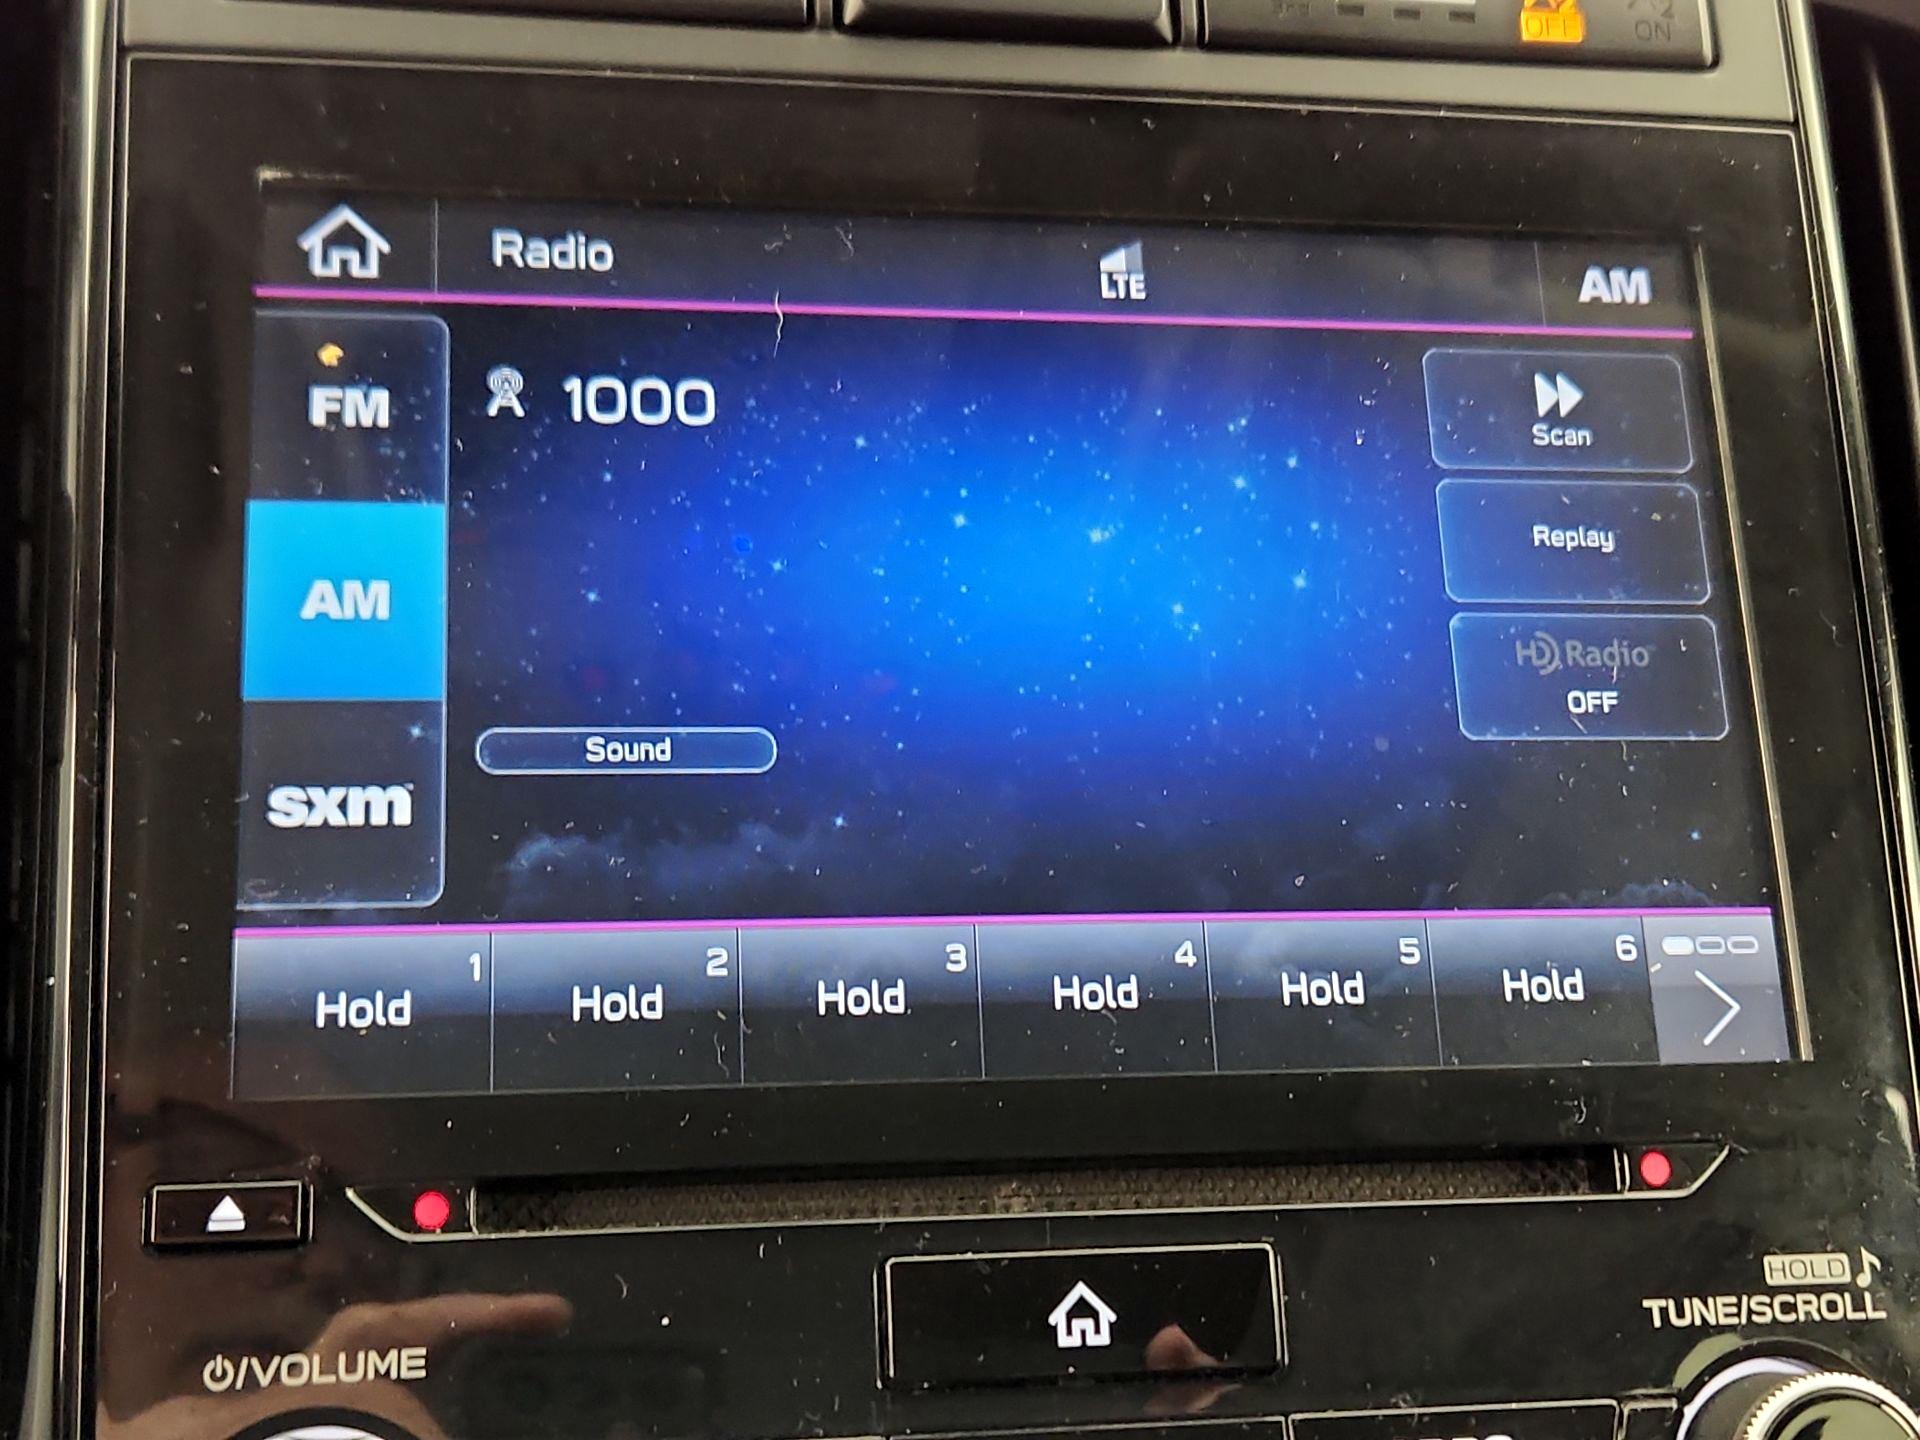 OFF
ON
Radio
LTE
AM
FM
1000
Scan
AM
Replay
HD Radio
OFF
Sound
sxm
1
2
3
4
5
6
Hold
Hold
Hold
Hold
Hold
Hold
HOLD
TUNE/SCROLL
/VOLUME